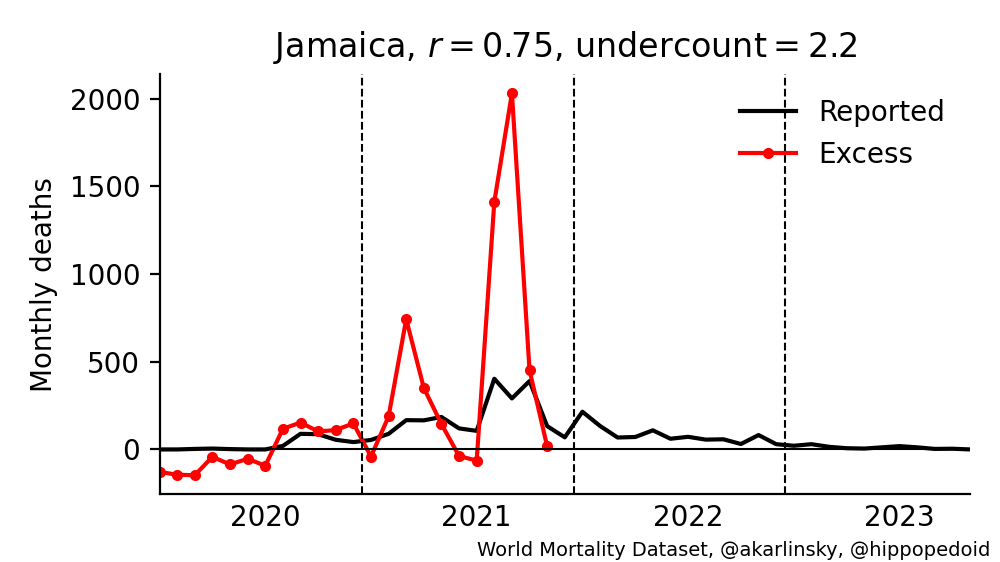 Jamaica, r = 0.75, undercount = 2.2
Monthly deaths
2000
1500
1000
500
0
Reported
Excess
2020 2021 2022 2023
World Mortality Dataset, @akarlinsky, @hippopedoid